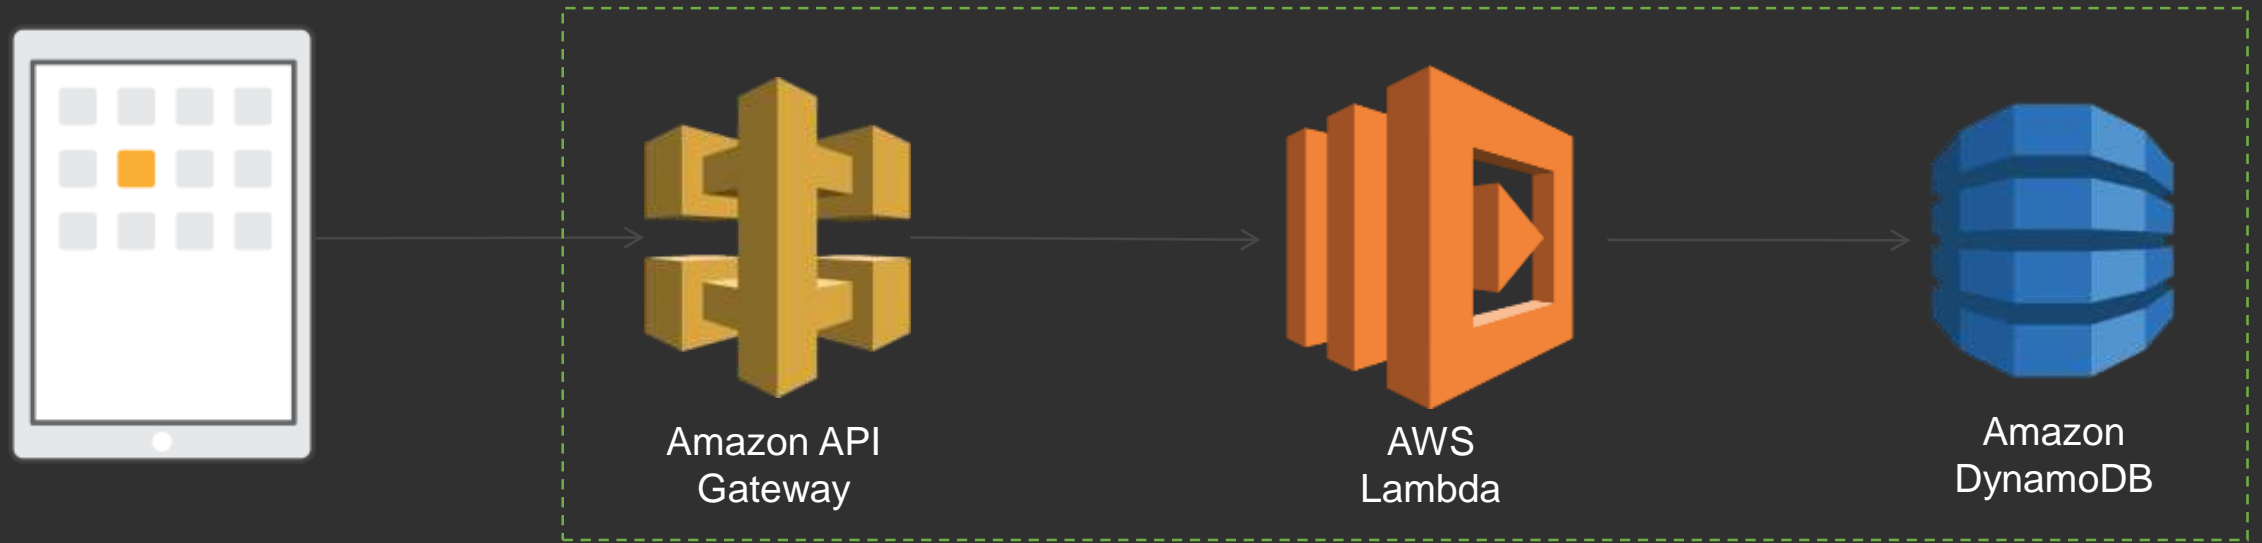 Amazon API
Gateway
AWS
Lambda
Amazon
DynamoDB